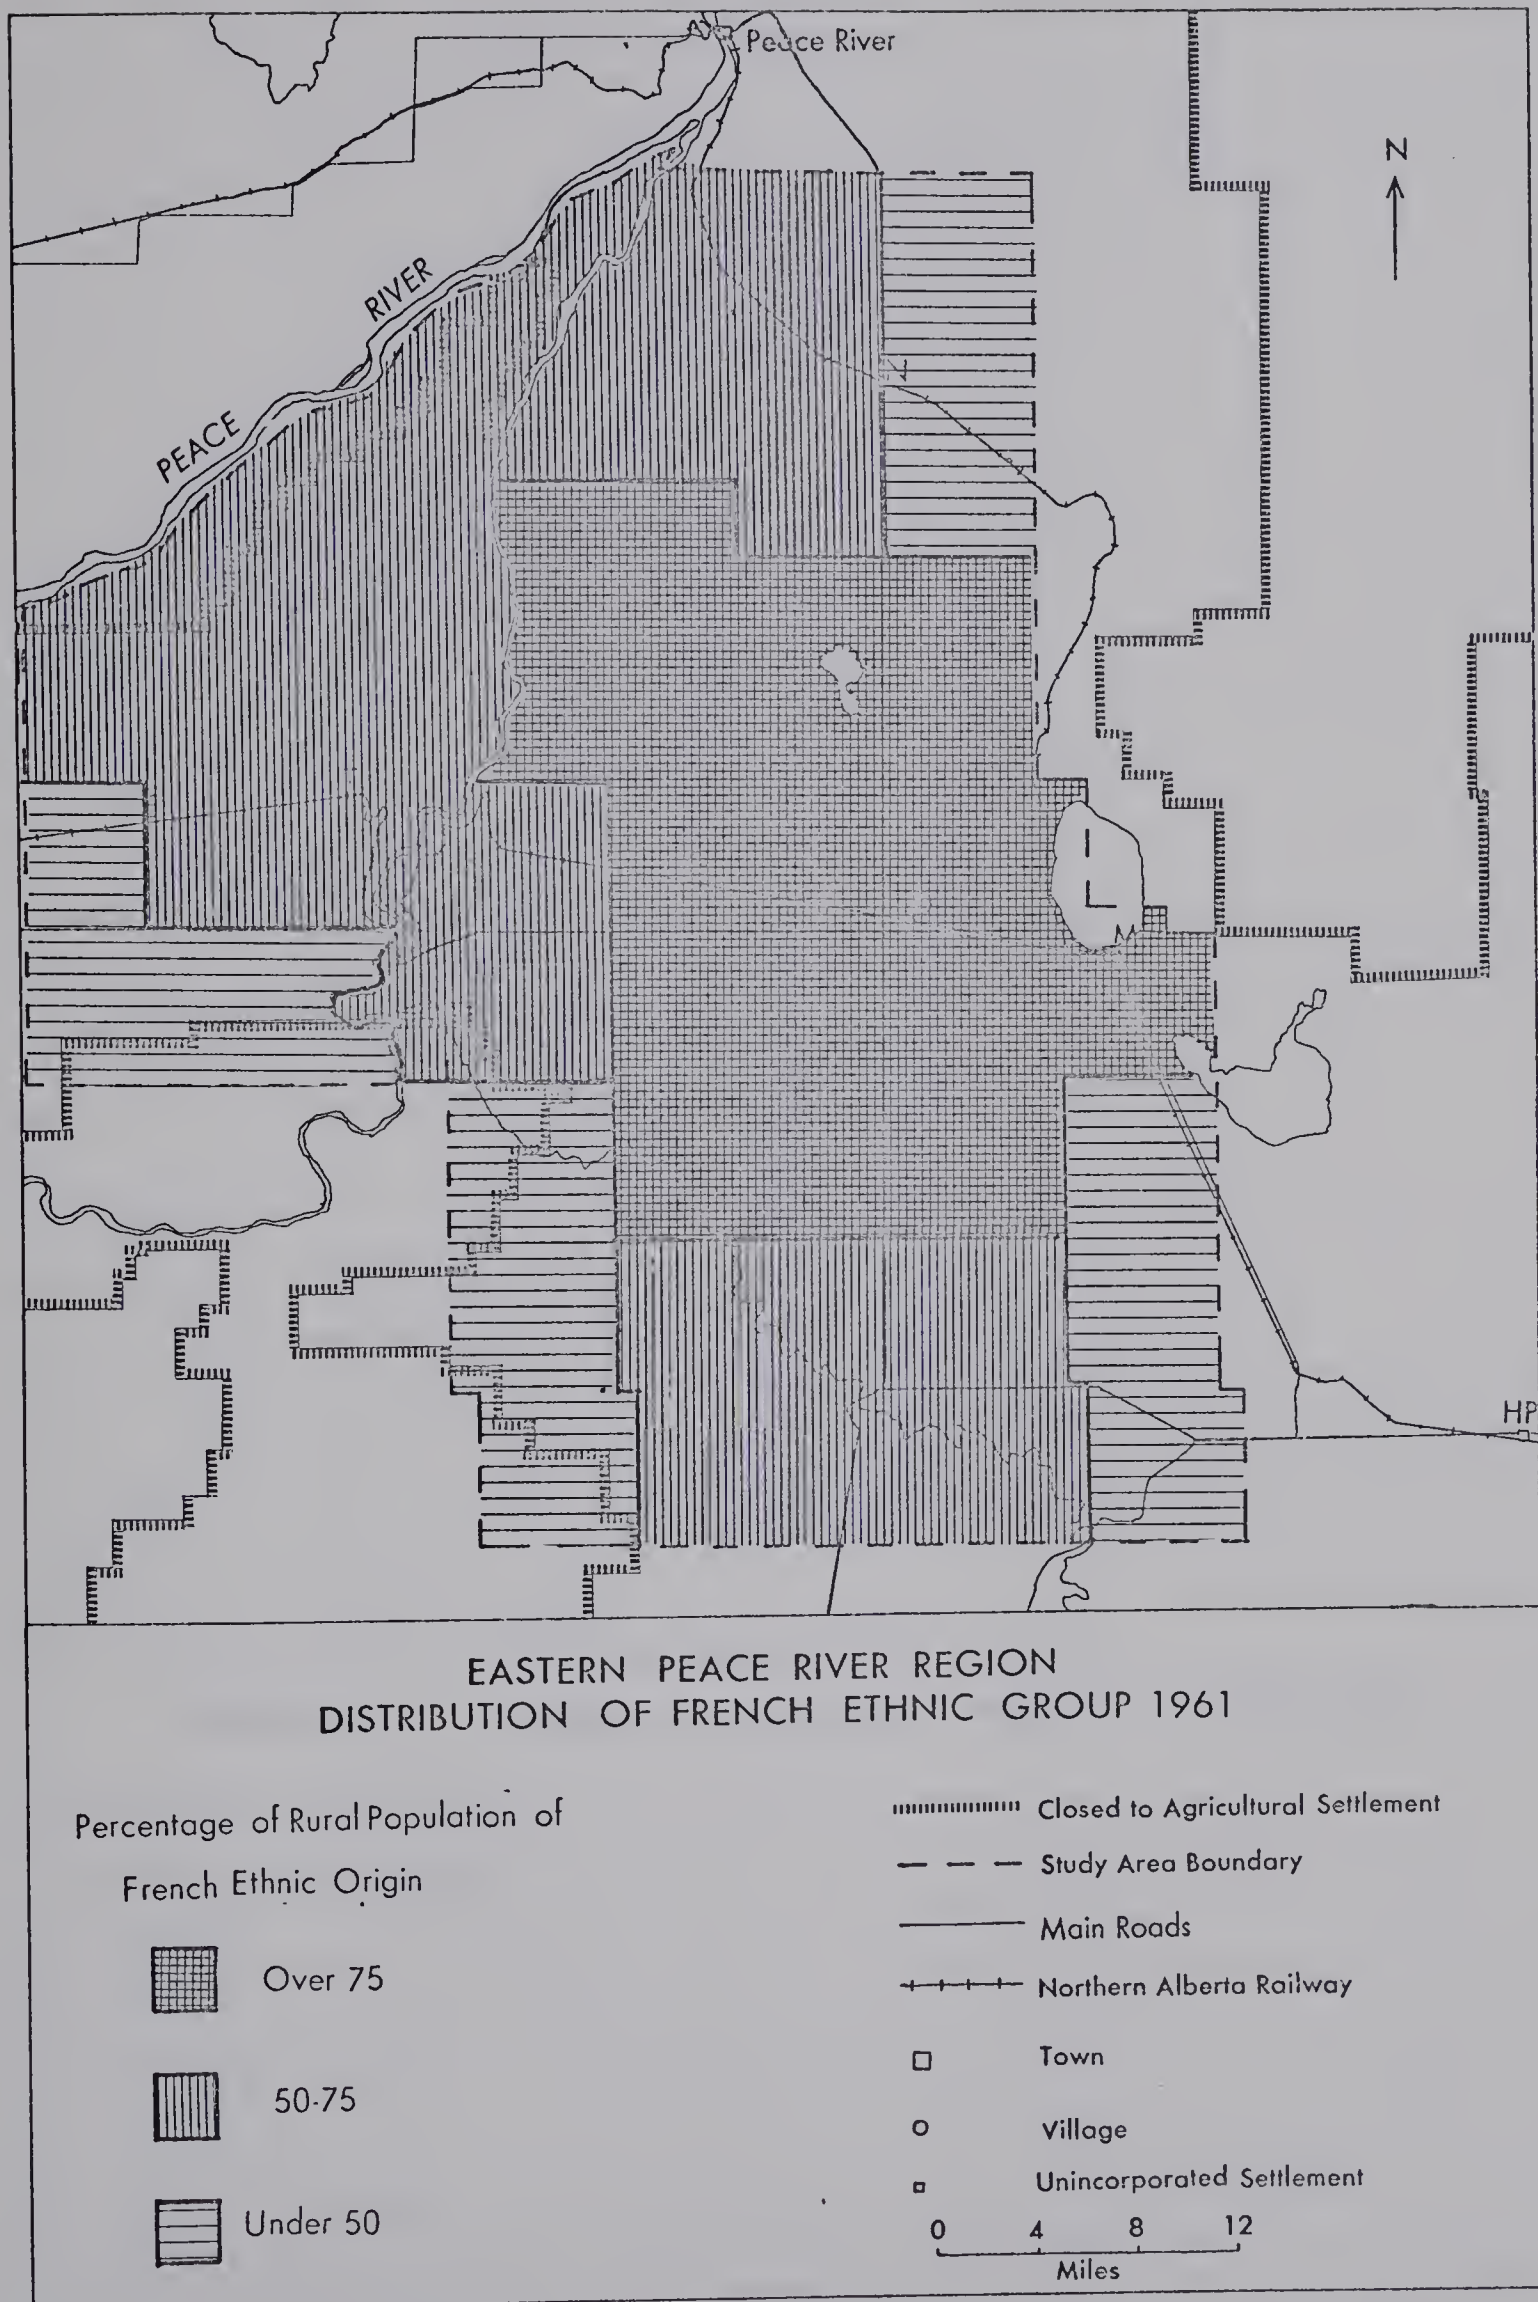 Peace River
N
PEACE RIVER
HP
EASTERN PEACE RIVER REGION
DISTRIBUTION OF FRENCH ETHNIC GROUP 1961
Percentage of Rural Population of
French Ethnic Origin
Over 75
50-75
Under 50
Closed to Agricultural Settlement
Study Area Boundary
Main Roads
Northern Alberta Railway
Town
Village
Unincorporated Settlement
0 4 8 12
Miles